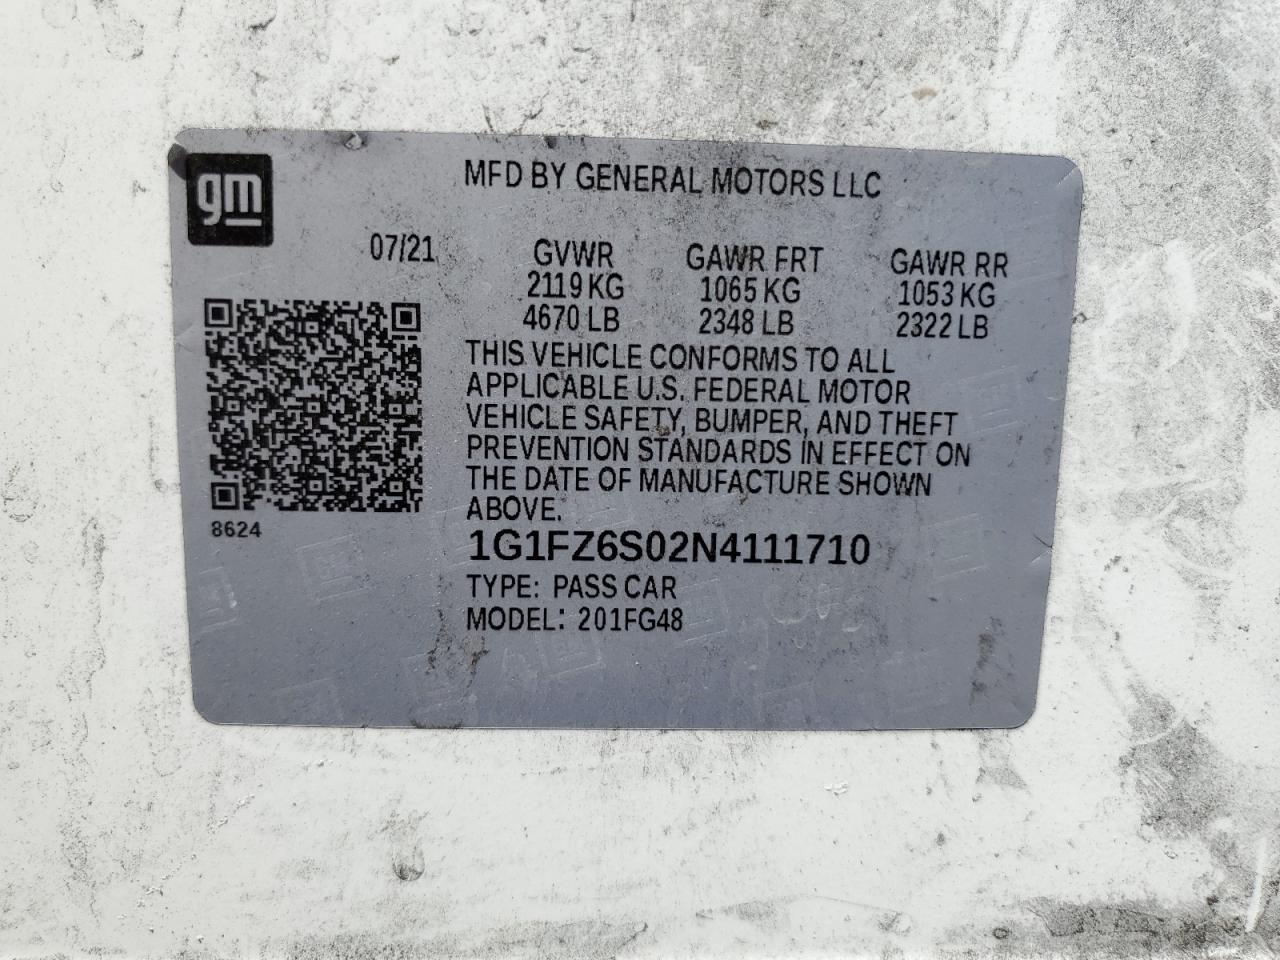 gm
MFD BY GENERAL MOTORS LLC
07/21 GVWR GAWR FRT GAWR RR
2119 KG 1065 KG 1053 KG
4670 LB 2348 LB 2322 LB
THIS VEHICLE CONFORMS TO ALL
APPLICABLE U.S. FEDERAL MOTOR
VEHICLE SAFETY, BUMPER, AND THEFT
PREVENTION STANDARDS IN EFFECT ON
THE DATE OF MANUFACTURE SHOWN
ABOVE.
8624
1G1FZ6S02N4111710
TYPE: PASS CAR
MODEL: 201FG48